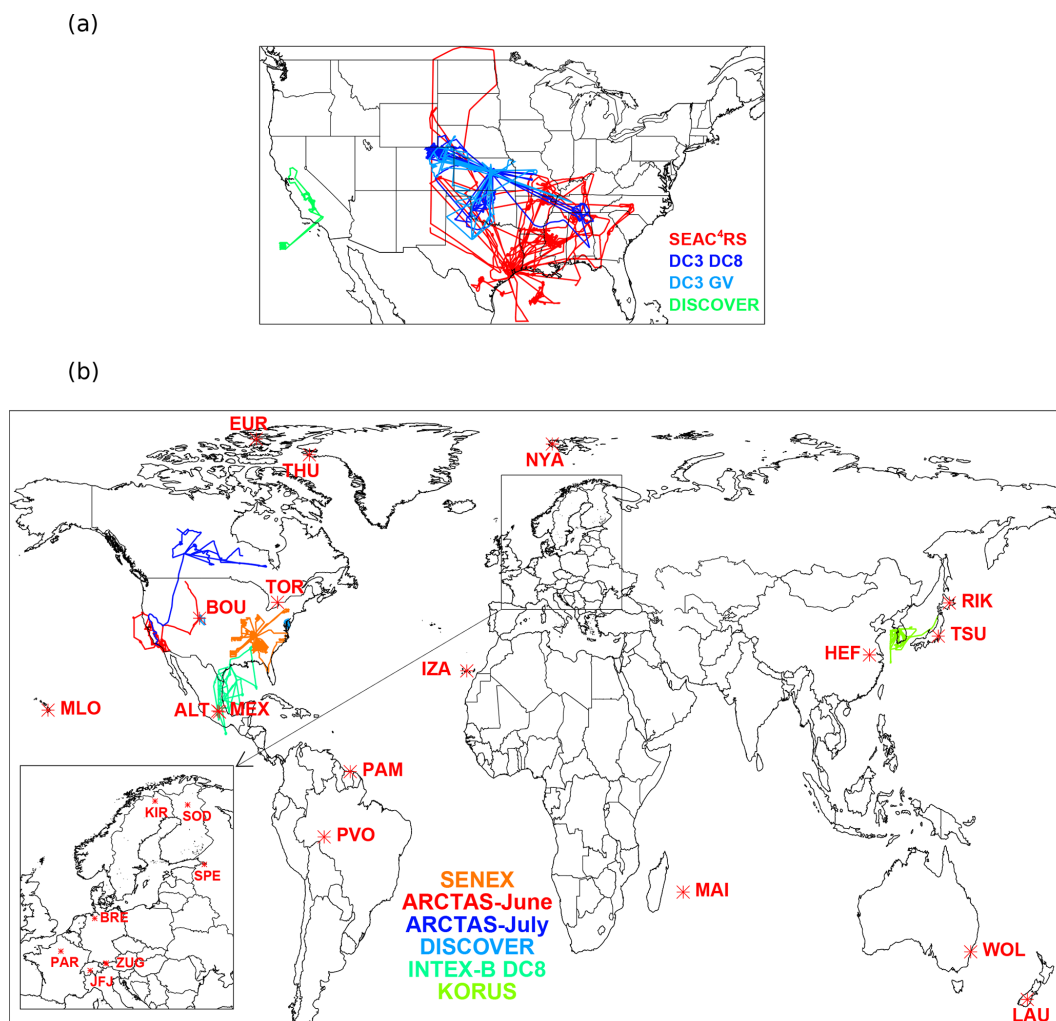 (a)
SEAC⁴RS
DC3 DC8
DC3 GV
DISCOVER
(b)
EUR
THU
NYA
TOR
BOU
RIK
TSU
HEF
IZA
MLO
ALT
MEX
PAM
PVO
MAI
WOL
LAU
KIR
SOD
SPE
BRE
PAR
ZUG
JFJ
SENEX
ARCTAS-June
ARCTAS-July
DISCOVER
INTEX-B DC8
KORUS